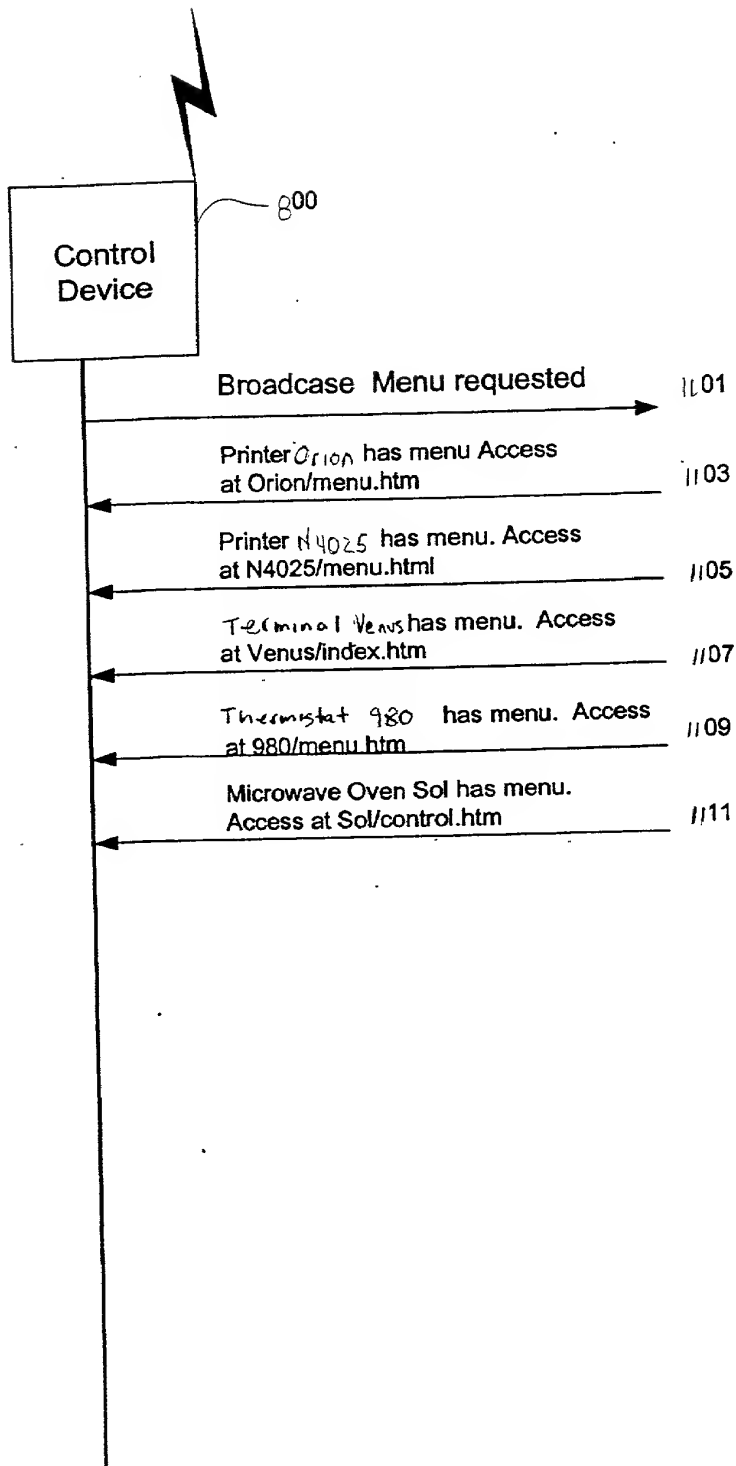 800
Control
Device
Broadcase Menu requested
1101
Printer Orion has menu Access
at Orion/menu.htm
1103
Printer N4025 has menu. Access
at N4025/menu.html
1105
Terminal Venus has menu. Access
at Venus/index.htm
1107
Thermistat 980 has menu. Access
at 980/menu.htm
1109
Microwave Oven Sol has menu.
Access at Sol/control.htm
1111